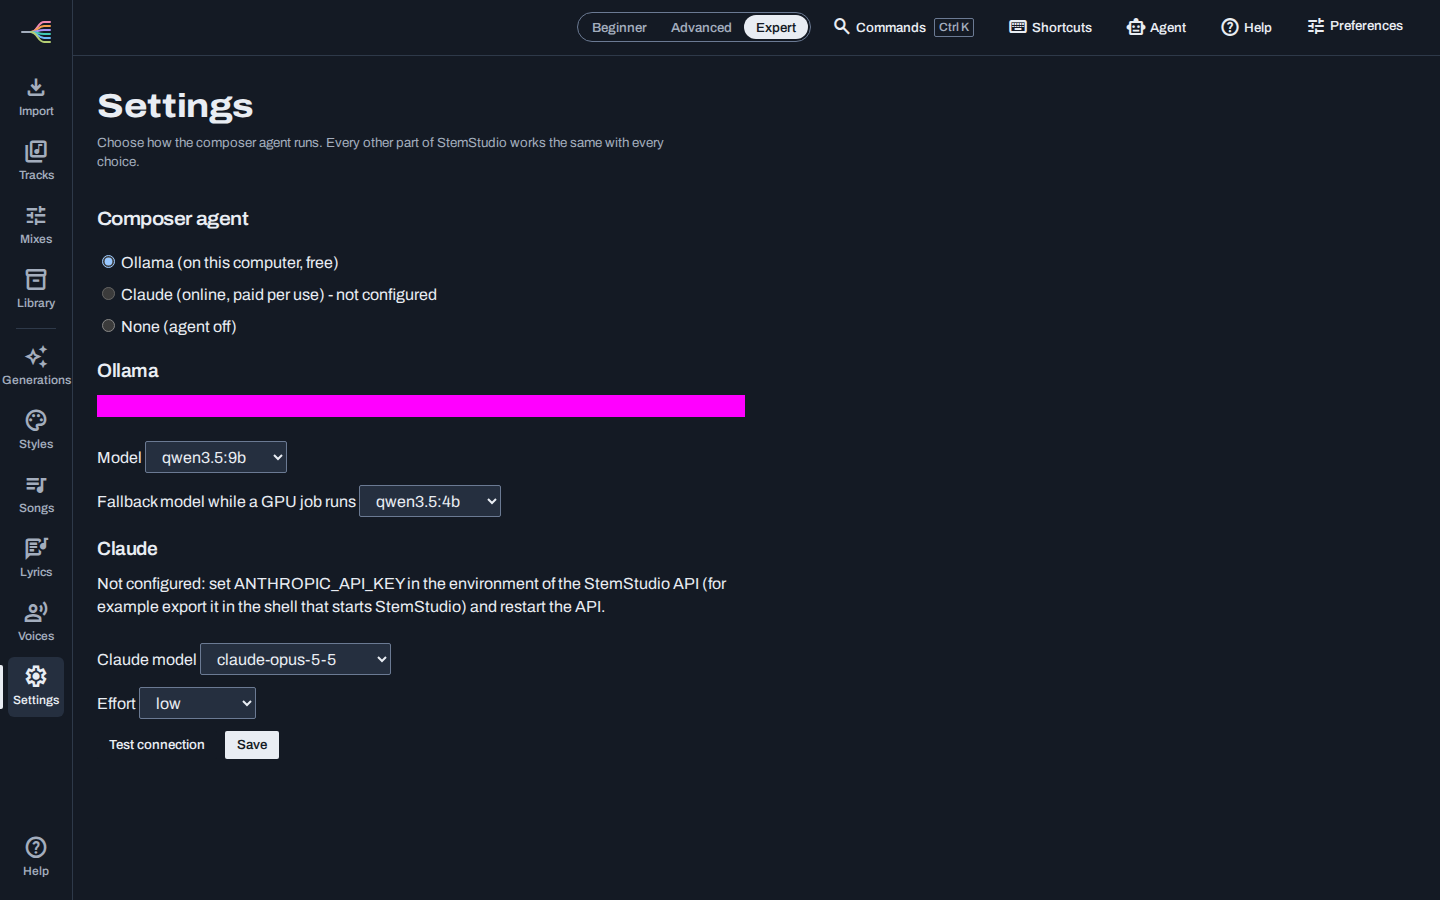 Beginner Advanced Expert Commands Ctrl K Shortcuts Agent Help Preferences
Import
Tracks
Mixes
Library
Generations
Styles
Songs
Lyrics
Voices
Settings
Help
Settings
Choose how the composer agent runs. Every other part of StemStudio works the same with every
choice.
Composer agent
Ollama (on this computer, free)
Claude (online, paid per use) - not configured
None (agent off)
Ollama
Model qwen3.5:9b
Fallback model while a GPU job runs qwen3.5:4b
Claude
Not configured: set ANTHROPIC_API_KEY in the environment of the StemStudio API (for
example export it in the shell that starts StemStudio) and restart the API.
Claude model claude-opus-5-5
Effort low
Test connection Save